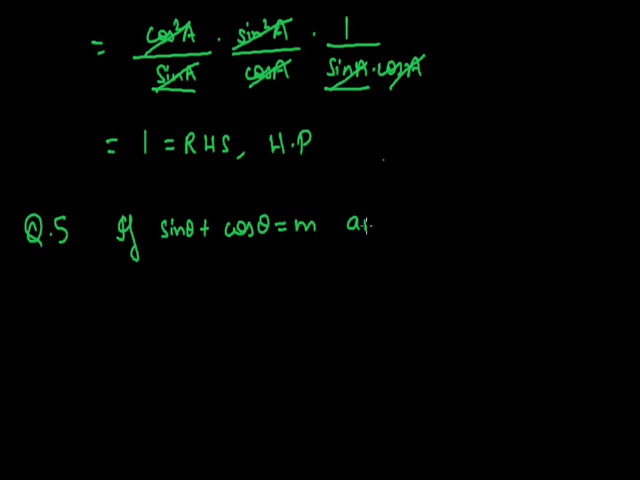 = cos²A/sinA · sin²A/cosA · 1/sinA·cosA
= 1 = RHS, H.P
Q.5 If sinθ + cosθ = m